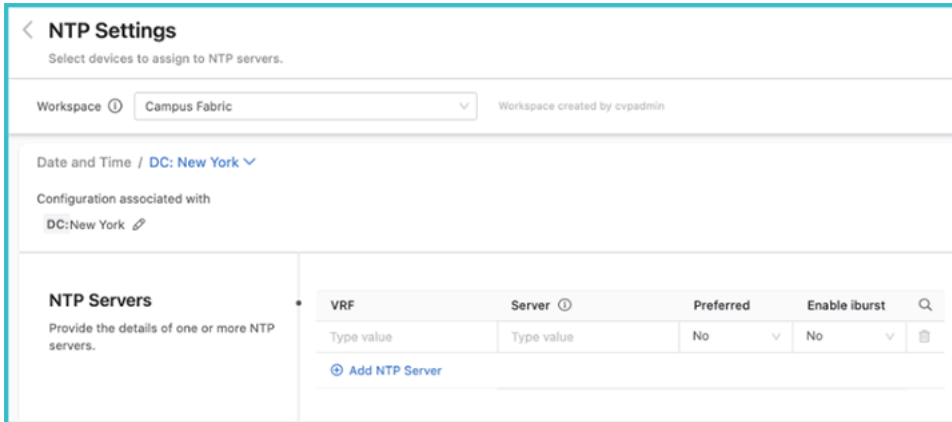 NTP Settings
Select devices to assign to NTP servers.
Workspace Campus Fabric Workspace created by cvpadmin
Date and Time / DC: New York
Configuration associated with
DC:New York
NTP Servers
Provide the details of one or more NTP
servers.
VRF Server Preferred Enable iburst
Type value Type value No No
Add NTP Server